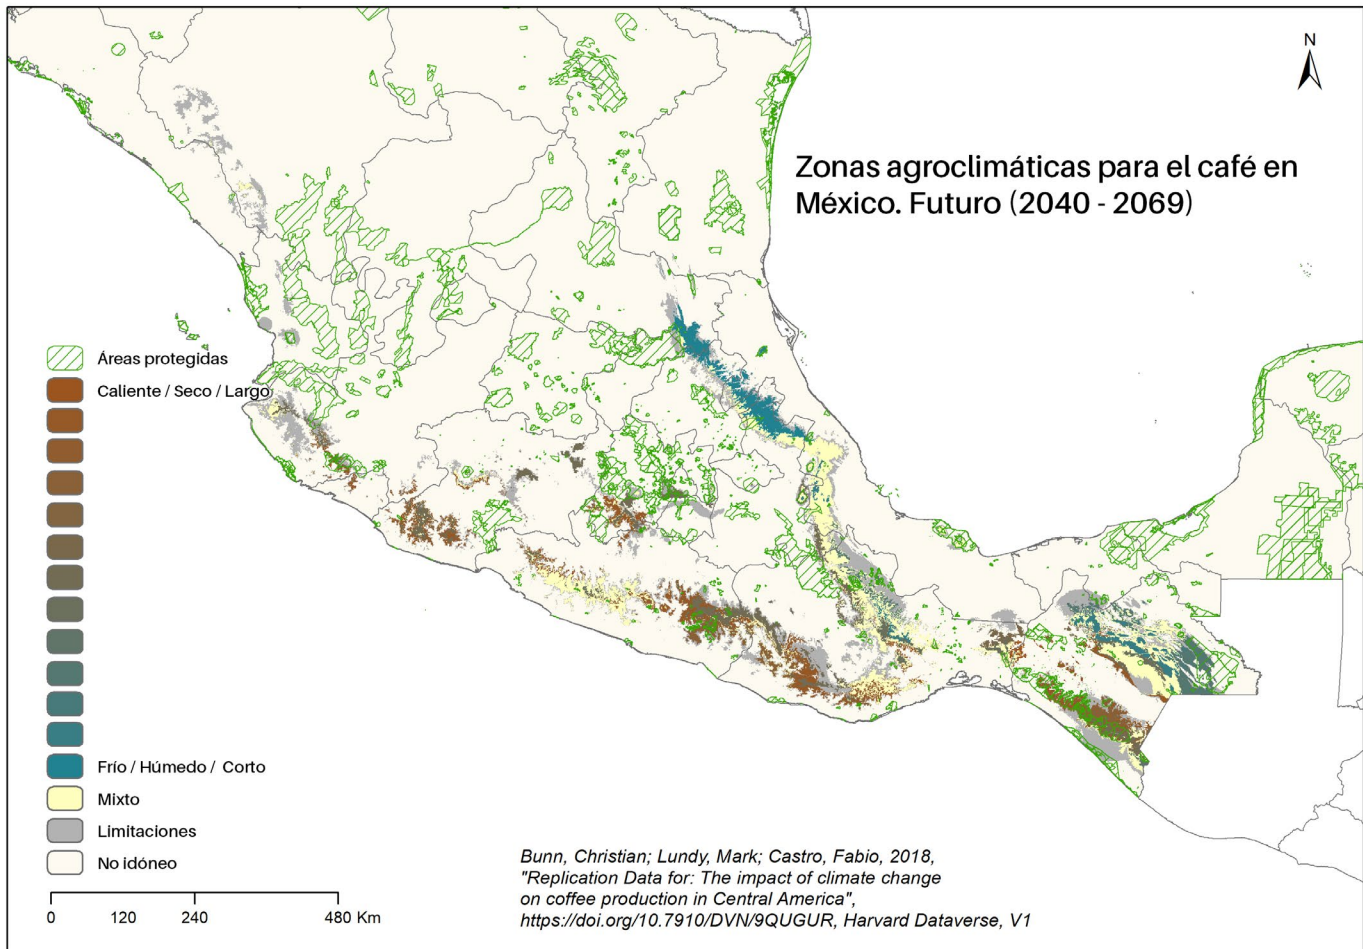 N
Zonas agroclimáticas para el café en
México. Futuro (2040 - 2069)
Áreas protegidas
Caliente / Seco / Largo
Frío / Húmedo / Corto
Mixto
Limitaciones
No idóneo
0 120 240 480 Km
Bunn, Christian; Lundy, Mark; Castro, Fabio, 2018,
"Replication Data for: The impact of climate change
on coffee production in Central America",
https://doi.org/10.7910/DVN/9QUGUR, Harvard Dataverse, V1